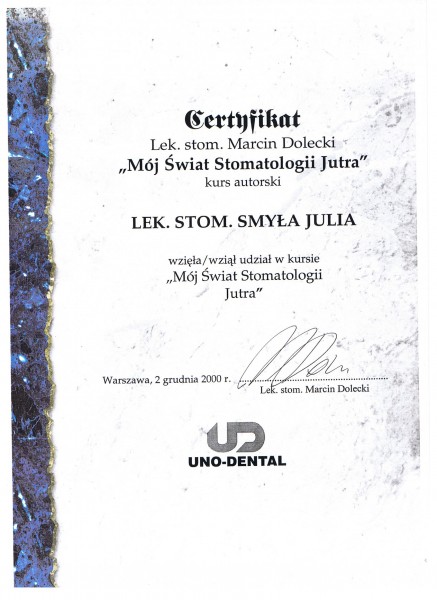 Certyfikat
Lek. stom. Marcin Dolecki
„Mój Świat Stomatologii Jutra”
kurs autorski
LEK. STOM. SMYŁA JULIA
wzięła/wziął udział w kursie
„Mój Świat Stomatologii
Jutra”
Warszawa, 2 grudnia 2000 r.
Lek. stom. Marcin Dolecki
UD
UNO-DENTAL